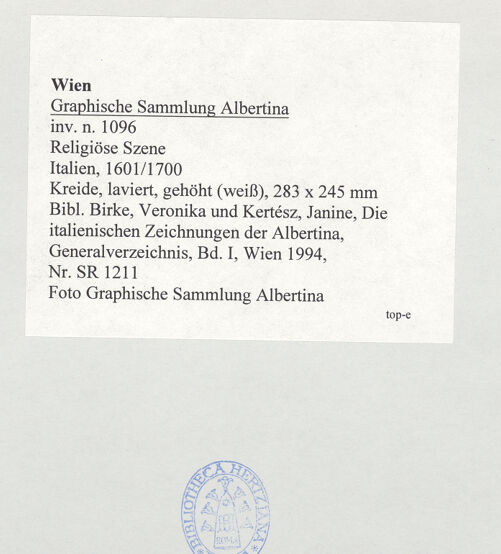 Wien
Graphische Sammlung Albertina
inv. n. 1096
Religiöse Szene
Italien, 1601/1700
Kreide, laviert, gehöht (weiß), 283 x 245 mm
Bibl. Birke, Veronika und Kertész, Janine, Die
italienischen Zeichnungen der Albertina,
Generalverzeichnis, Bd. I, Wien 1994,
Nr. SR 1211
Foto Graphische Sammlung Albertina
top-e
BIBLIOTHECA HERTZIANA
ROMA